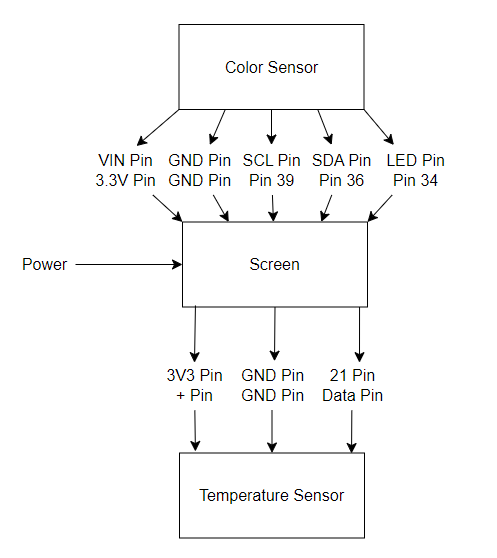 Color Sensor
VIN Pin GND Pin SCL Pin SDA Pin LED Pin
3.3V Pin GND Pin Pin 39 Pin 36 Pin 34
Power Screen
3V3 Pin GND Pin 21 Pin
+ Pin GND Pin Data Pin
Temperature Sensor